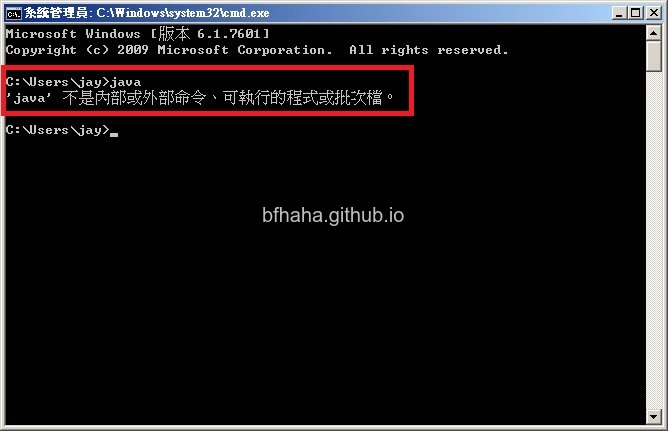 系統管理員: C:\Windows\system32\cmd.exe
Microsoft Windows [版本 6.1.7601]
Copyright (c) 2009 Microsoft Corporation.  All rights reserved.
C:\Users\jay>java
'java' 不是內部或外部命令、可執行的程式或批次檔。
C:\Users\jay>_
bfhaha.github.io